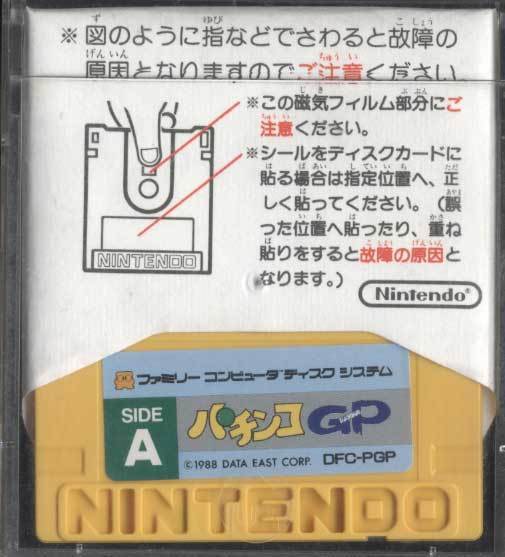 ※図のように指などでさわると故障の
原因となりますのでご注意ください。
※この磁気フィルム部分にご
注意ください。
※シールをディスクカードに
貼る場合は指定位置へ、正
しく貼ってください。（誤
った位置へ貼ったり、重ね
貼りをすると故障の原因と
なります。）
NINTENDO
Nintendo®
ファミリー コンピュータ ディスク システム
SIDE
A
パチンコ GP
©1988 DATA EAST CORP. DFC-PGP
NINTENDO